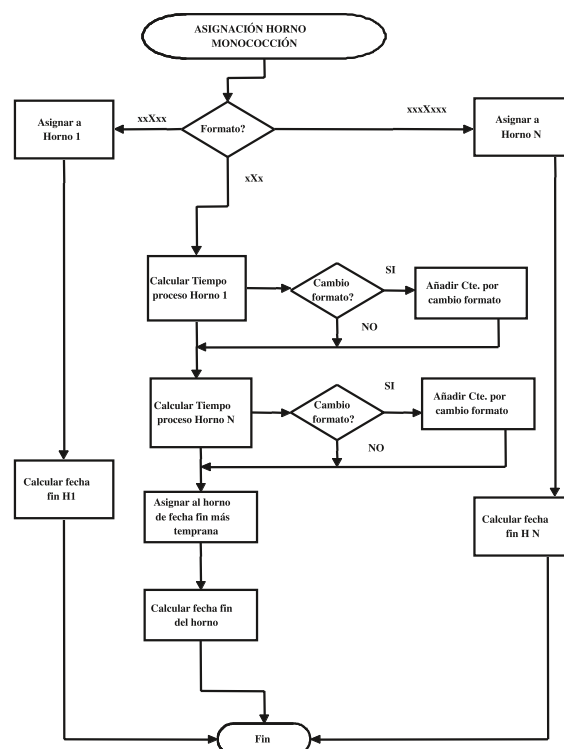 ASIGNACIÓN HORNO
MONOCOCCIÓN
xxXxx
xxxXxxx
Asignar a
Horno 1
Formato?
Asignar a
Horno N
xXx
Calcular Tiempo
proceso Horno 1
Cambio
formato?
SI
Añadir Cte. por
cambio formato
NO
Calcular Tiempo
proceso Horno N
Cambio
formato?
SI
Añadir Cte. por
cambio formato
NO
Calcular fecha
fin H1
Asignar al horno
de fecha fin más
temprana
Calcular fecha
fin H N
Calcular fecha fin
del horno
Fin